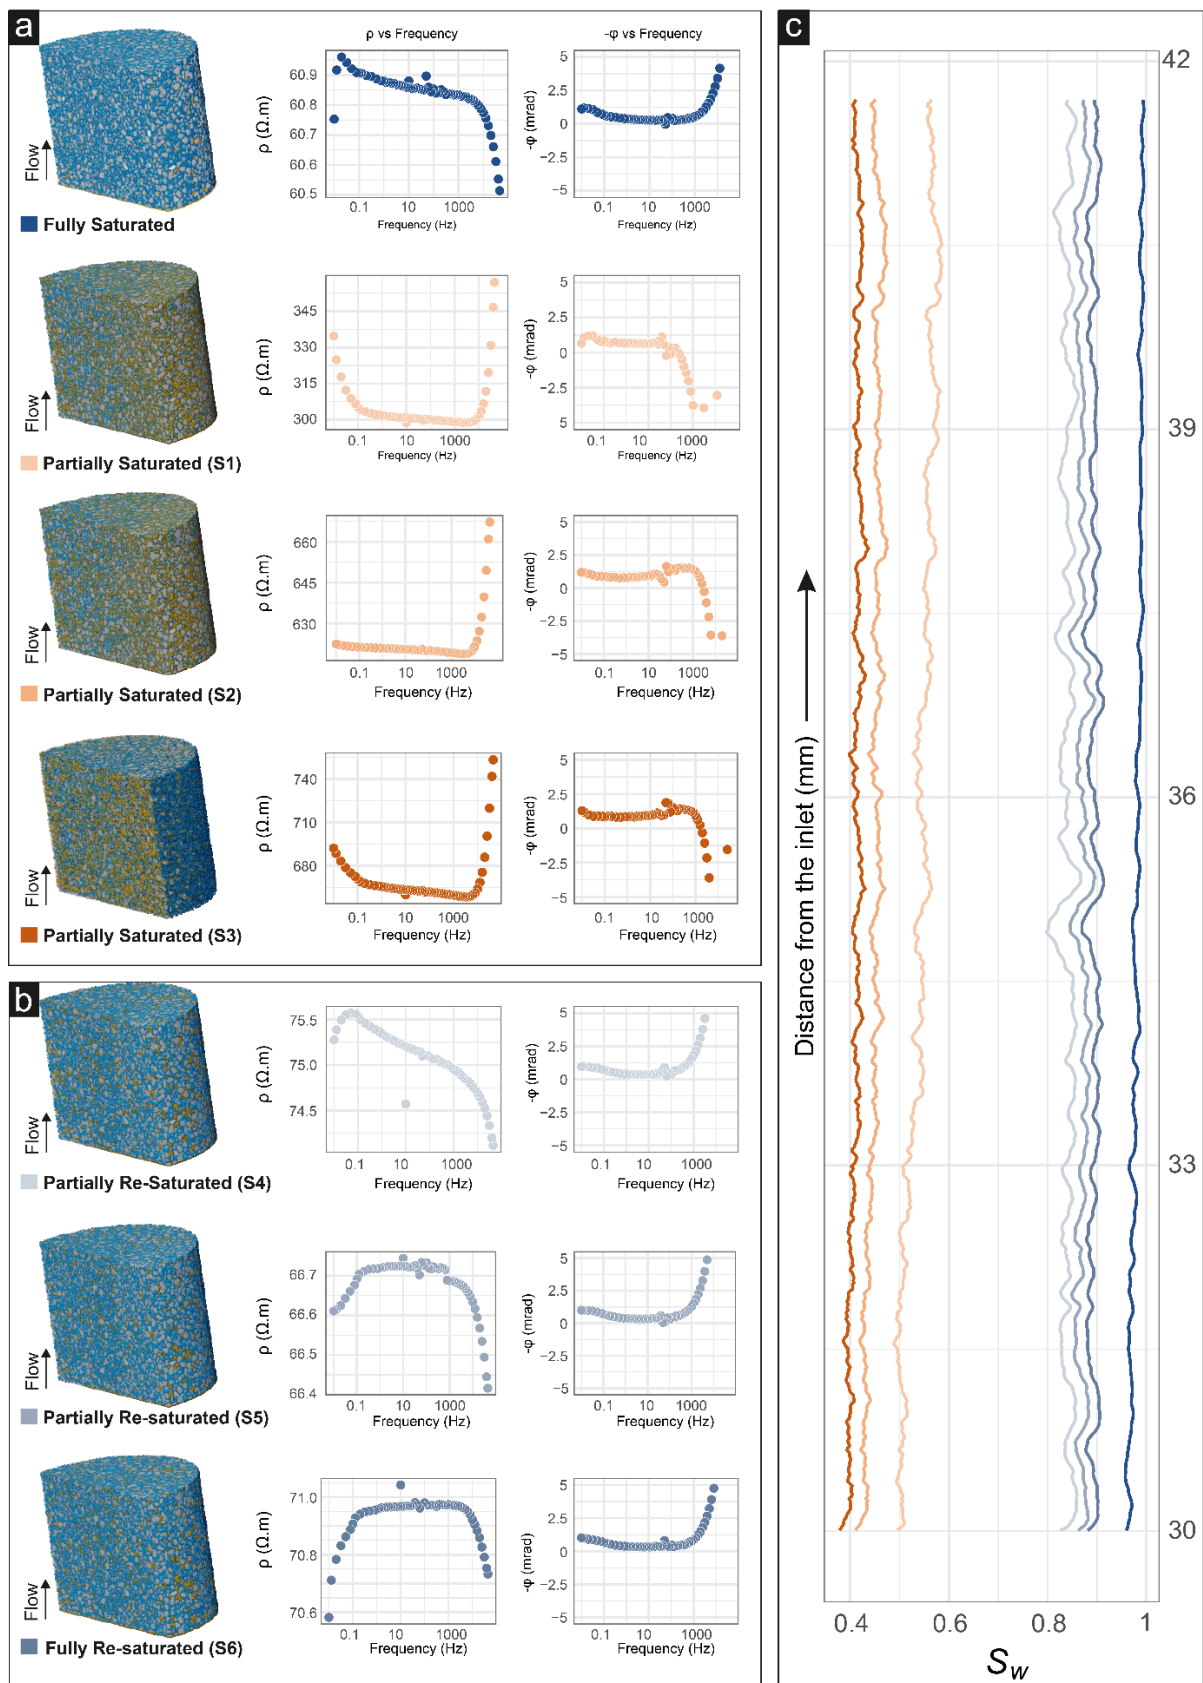 a
ρ vs Frequency
-φ vs Frequency
Flow
ρ (Ω.m)
60.9
60.8
60.7
60.6
60.5
0.1
10
1000
Frequency (Hz)
-φ (mrad)
5
2.5
0
−2.5
−5
0.1
10
1000
Frequency (Hz)
Fully Saturated
Flow
ρ (Ω.m)
345
330
315
300
0.1
10
1000
Frequency (Hz)
-φ (mrad)
5
2.5
0
−2.5
5
0.1
10
1000
Frequency (Hz)
Partially Saturated (S1)
Flow
ρ (Ω.m)
660
645
630
0.1
10
1000
Frequency (Hz)
-φ (mrad)
5
2.5
0
−2.5
−5
0.1
10
1000
Frequency (Hz)
Partially Saturated (S2)
Flow
ρ (Ω.m)
740
710
680
0.1
10
1000
Frequency (Hz)
-φ (mrad)
5
2.5
0
−2.5
−5
0.1
10
1000
Frequency (Hz)
Partially Saturated (S3)
b
Flow
ρ (Ω.m)
75.5
75.0
74.5
0.1
10
1000
Frequency (Hz)
-φ (mrad)
5
2.5
0
−2.5
−5
0.1
10
1000
Frequency (Hz)
Partially Re-Saturated (S4)
Flow
ρ (Ω.m)
66.7
66.6
66.5
66.4
0.1
10
1000
Frequency (Hz)
-φ (mrad)
5
2.5
0
−2.5
−5
0.1
10
1000
Frequency (Hz)
Partially Re-saturated (S5)
Flow
ρ (Ω.m)
71.0
70.8
70.6
0.1
10
1000
Frequency (Hz)
-φ (mrad)
5
2.5
0
−2.5
−5
0.1
10
1000
Frequency (Hz)
Fully Re-saturated (S6)
c
Distance from the inlet (mm)
42
39
36
33
30
0.4
0.6
0.8
1
Sw